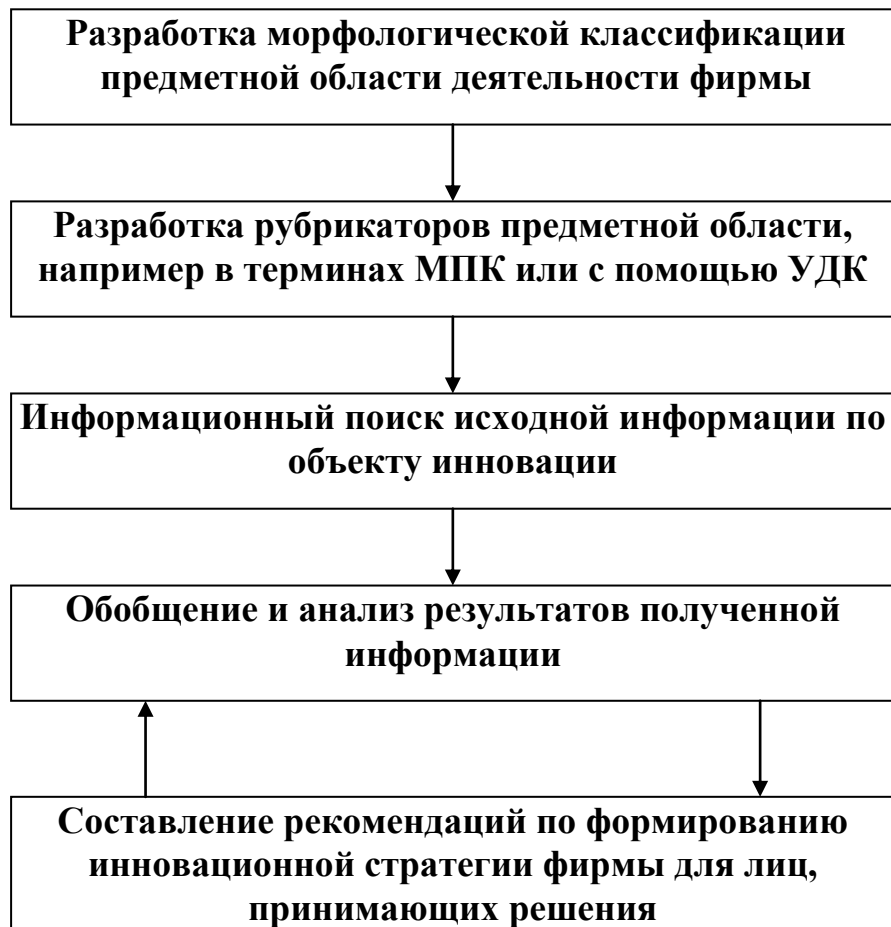 Разработка морфологической классификации
предметной области деятельности фирмы
Разработка рубрикаторов предметной области,
например в терминах МПК или с помощью УДК
Информационный поиск исходной информации по
объекту инновации
Обобщение и анализ результатов полученной
информации
Составление рекомендаций по формированию
инновационной стратегии фирмы для лиц,
принимающих решения